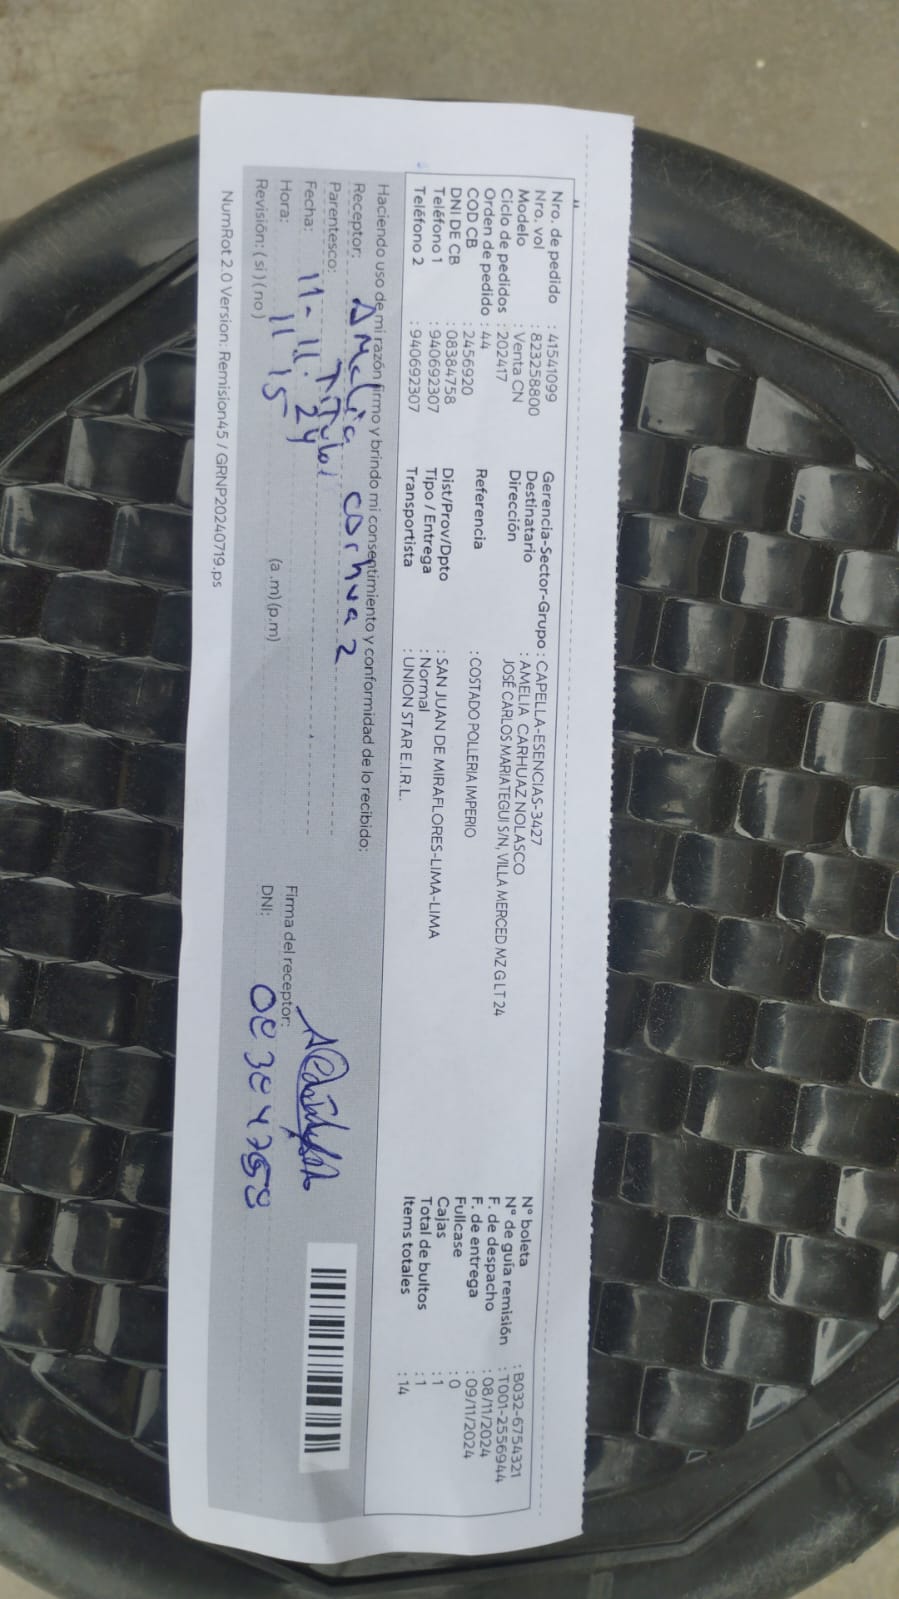 Nro. de pedido : 41541099
Nro. vol : 823258800
Modelo : Venta CN
Ciclo de pedidos : 202417
Orden de pedido : 44
COD CB : 2456920
DNI DE CB : 08384758
Teléfono 1 : 940692307
Teléfono 2 : 940692307
Gerencia-Sector-Grupo : CAPELLA-ESENCIAS-3427
Destinatario : AMELIA CARHUAZ NOLASCO
Dirección JOSÉ CARLOS MARIATEGUI S/N, VILLA MERCED MZ G LT 24
Referencia : COSTADO POLLERIA IMPERIO
Dist/Prov/Dpto : SAN JUAN DE MIRAFLORES-LIMA-LIMA
Tipo / Entrega : Normal
Transportista : UNION STAR E.I.R.L.
N° boleta : B032-6754321
N° de guía remisión : T001-2556944
F. de despacho : 08/11/2024
F. de entrega : 09/11/2024
Fullcase : 0
Cajas : 1
Total de bultos : 1
Items totales : 14
Haciendo uso de mi razón firmo y brindo mi consentimiento y conformidad de lo recibido:
Receptor: Amelia carhua z
Parentesco: Titular
Fecha: 11-11-24
Hora: 11 15 (a.m) (p.m)
Revisión: ( si ) ( no )
Firma del receptor:
DNI: 08384758
NumRot 2.0 Version: Remision45 / GRNP20240719.ps